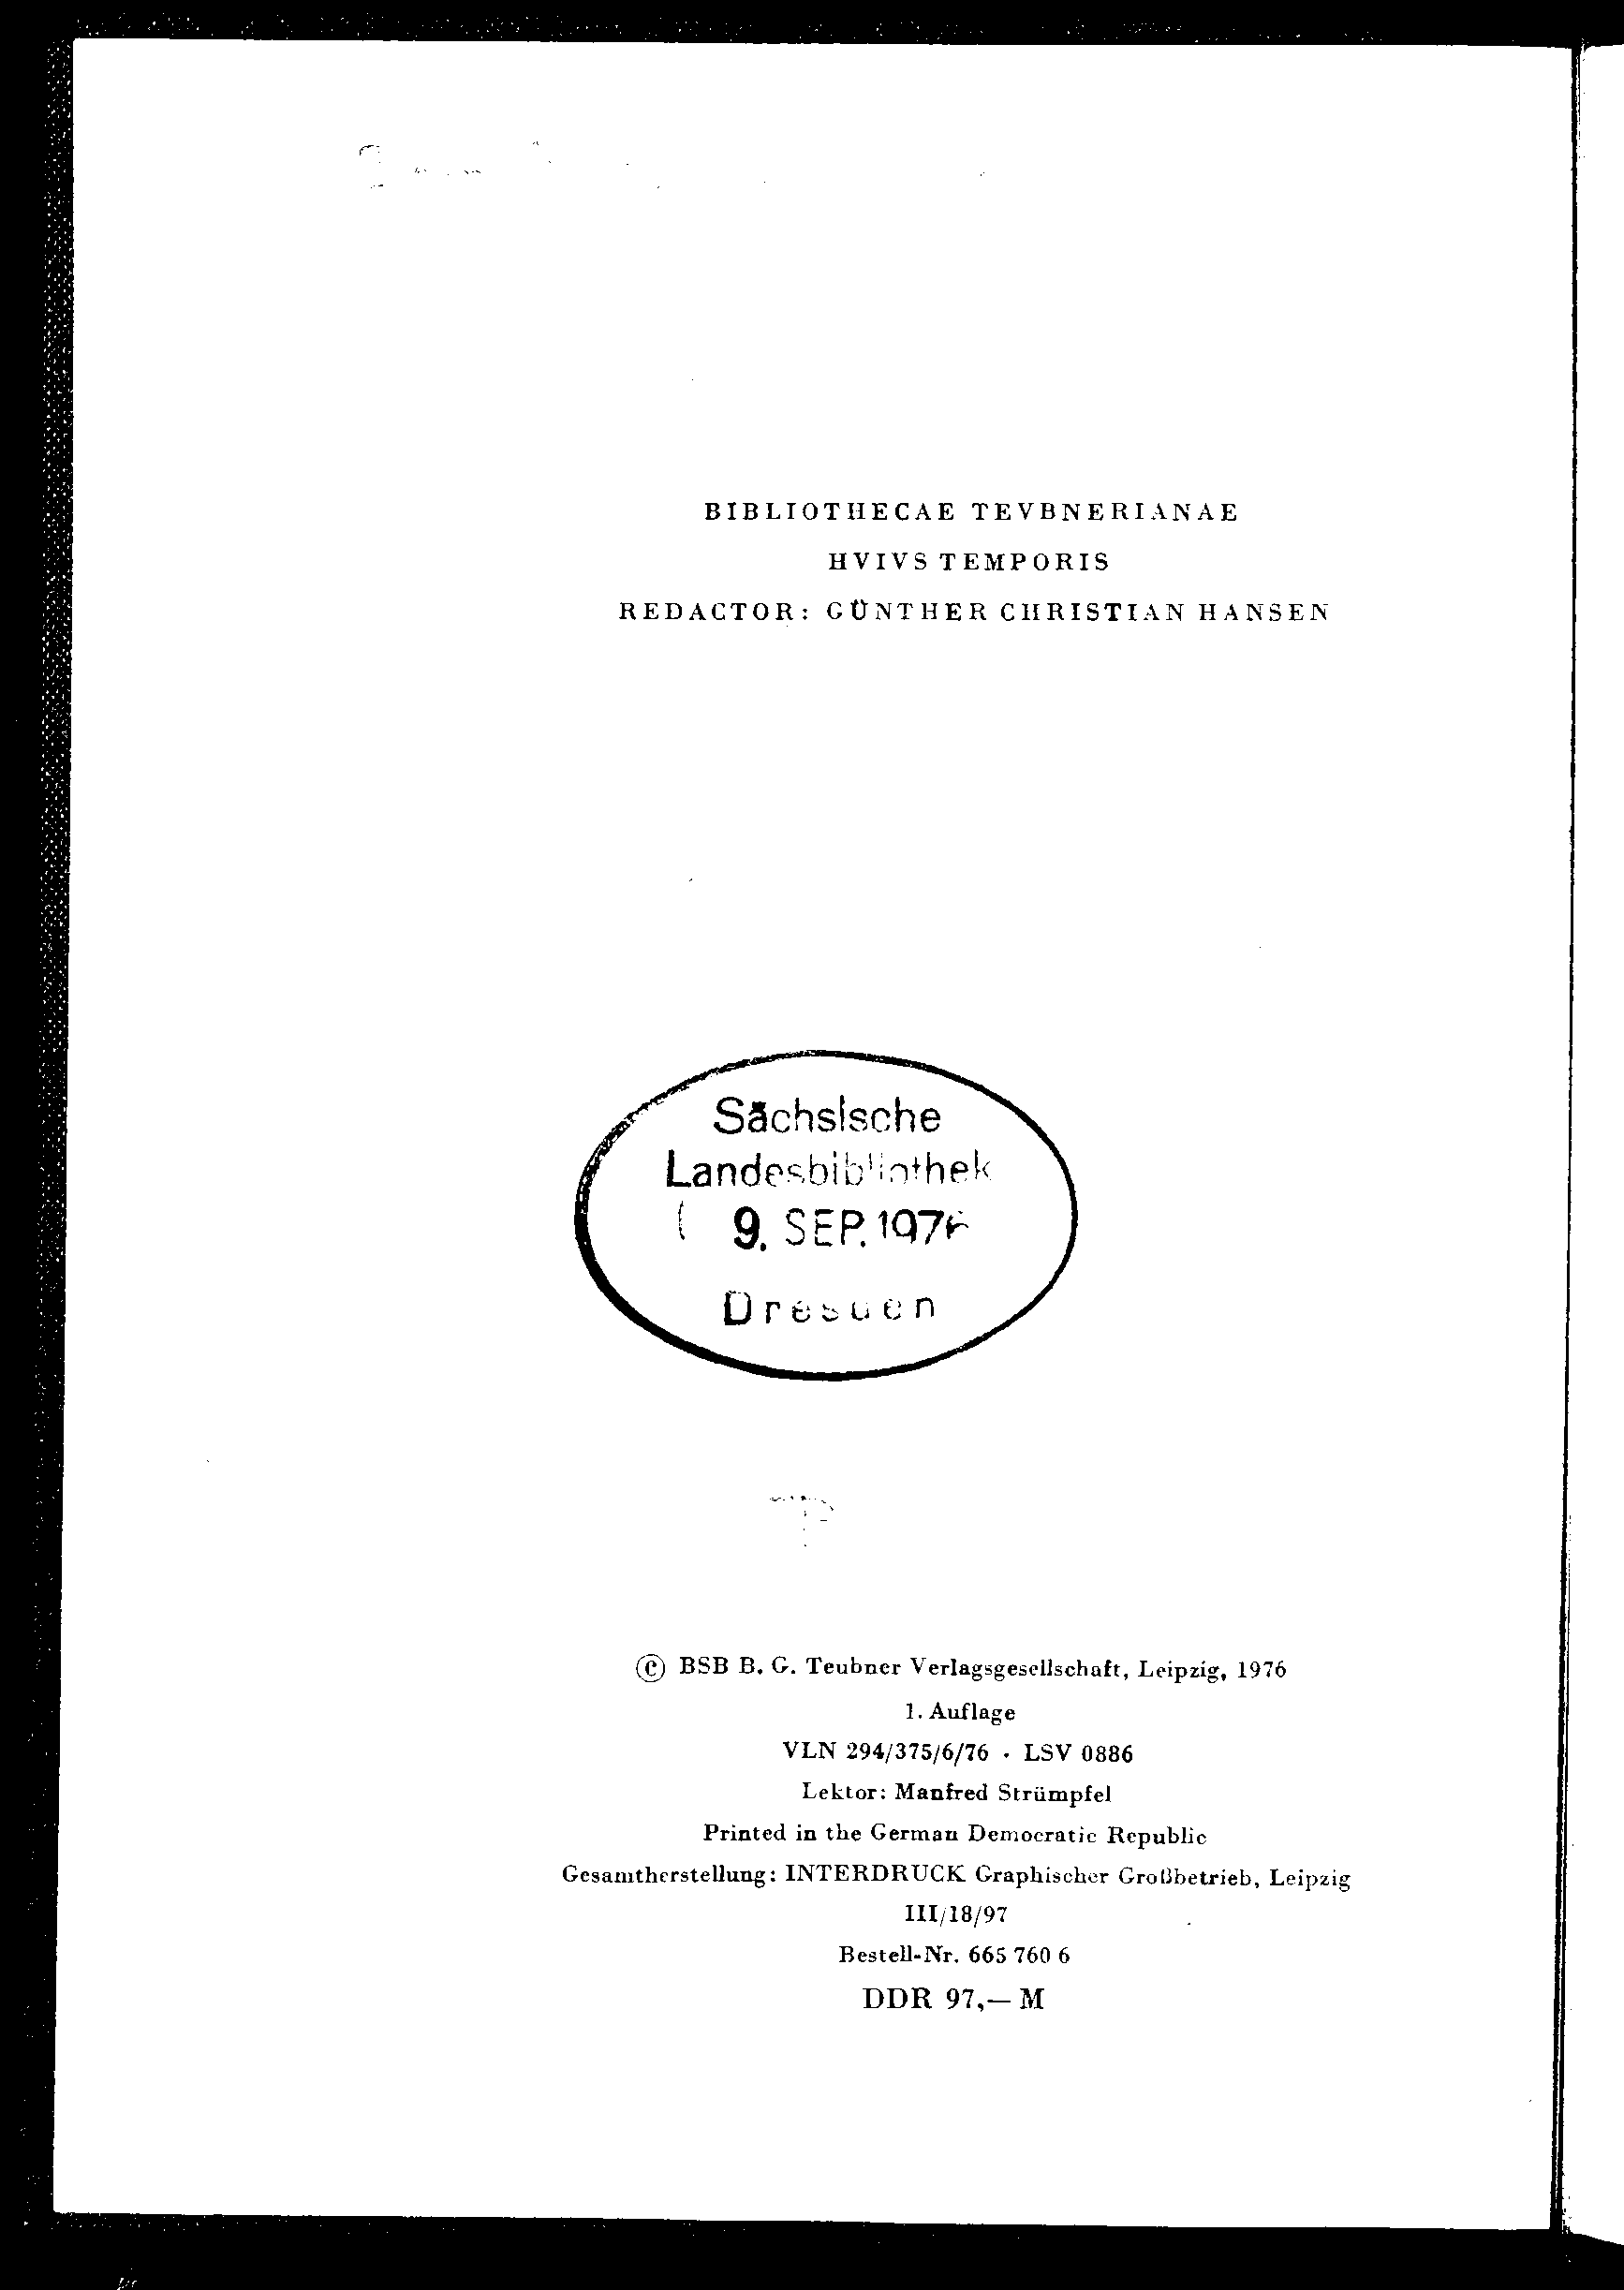 BIBLIOTHECAE TEVBNERIANAE
HVIVS TEMPORIS
REDACTOR: GÜNTHER CHRISTIAN HANSEN
Sächsische
Landesbibliothek
9. SEP. 1976
Dresden
© BSB B. G. Teubner Verlagsgesellschaft, Leipzig, 1976
1. Auflage
VLN 294/375/6/76 · LSV 0886
Lektor: Manfred Strümpfel
Printed in the German Democratic Republic
Gesamtherstellung: INTERDRUCK Graphischer Großbetrieb, Leipzig
III/18/97
Bestell-Nr. 665 760 6
DDR 97,— M